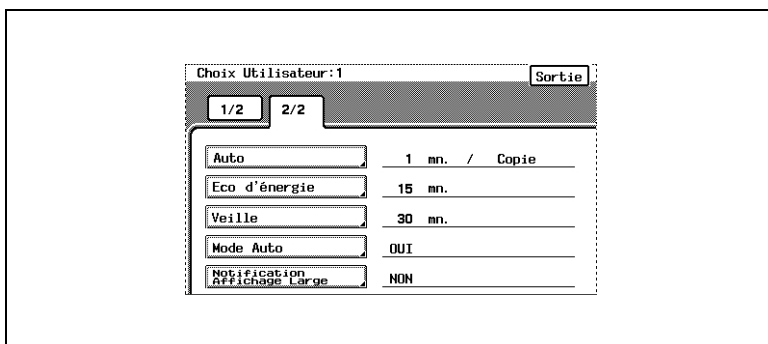 Choix Utilisateur:1 Sortie
1/2 2/2
Auto 1 mn. / Copie
Eco d'énergie 15 mn.
Veille 30 mn.
Mode Auto OUI
Notification
Affichage Large NON